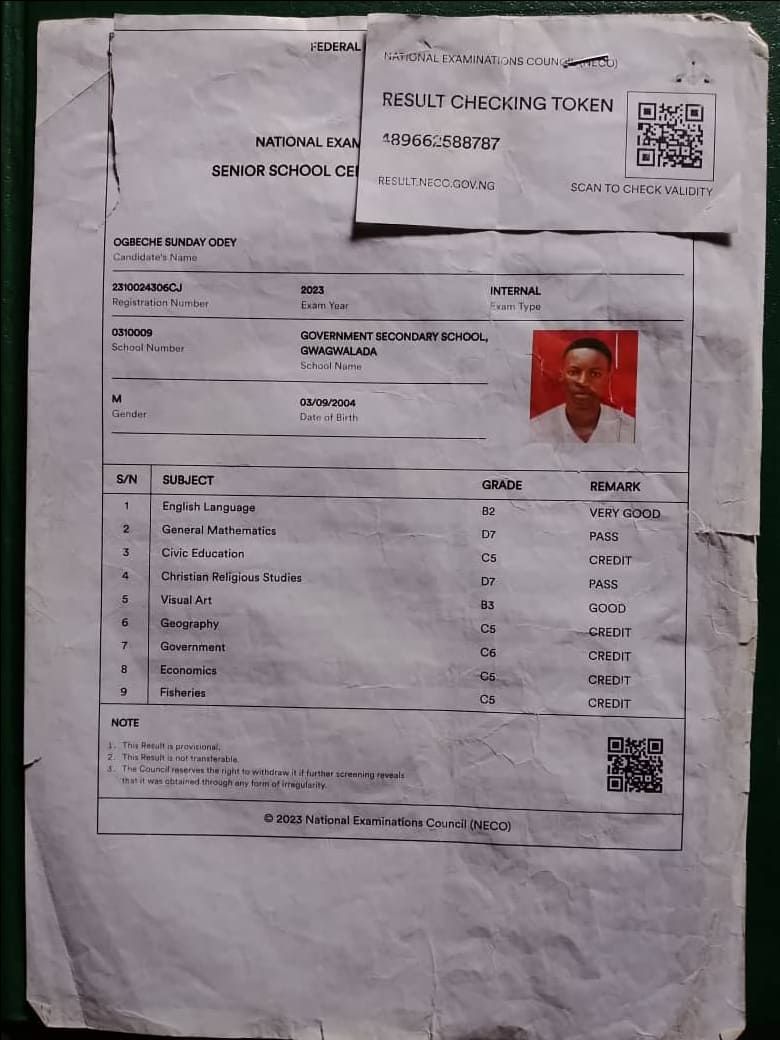 FEDERAL
NATIONAL EXAMINATIONS COUNCIL (NECO)
RESULT CHECKING TOKEN
489662588787
RESULT.NECO.GOV.NG
SCAN TO CHECK VALIDITY
NATIONAL EXAM
SENIOR SCHOOL CE
OGBECHE SUNDAY ODEY
Candidate's Name
2310024306CJ 2023 INTERNAL
Registration Number Exam Year Exam Type
0310009 GOVERNMENT SECONDARY SCHOOL,
School Number GWAGWALADA
School Name
M 03/09/2004
Gender Date of Birth
S/N SUBJECT GRADE REMARK
1 English Language B2 VERY GOOD
2 General Mathematics D7 PASS
3 Civic Education C5 CREDIT
4 Christian Religious Studies D7 PASS
5 Visual Art B3 GOOD
6 Geography C5 CREDIT
7 Government C6 CREDIT
8 Economics C5 CREDIT
9 Fisheries C5 CREDIT
NOTE
1. This Result is provisional.
2. This Result is not transferable.
3. The Council reserves the right to withdraw it if further screening reveals
that it was obtained through any form of irregularity.
© 2023 National Examinations Council (NECO)